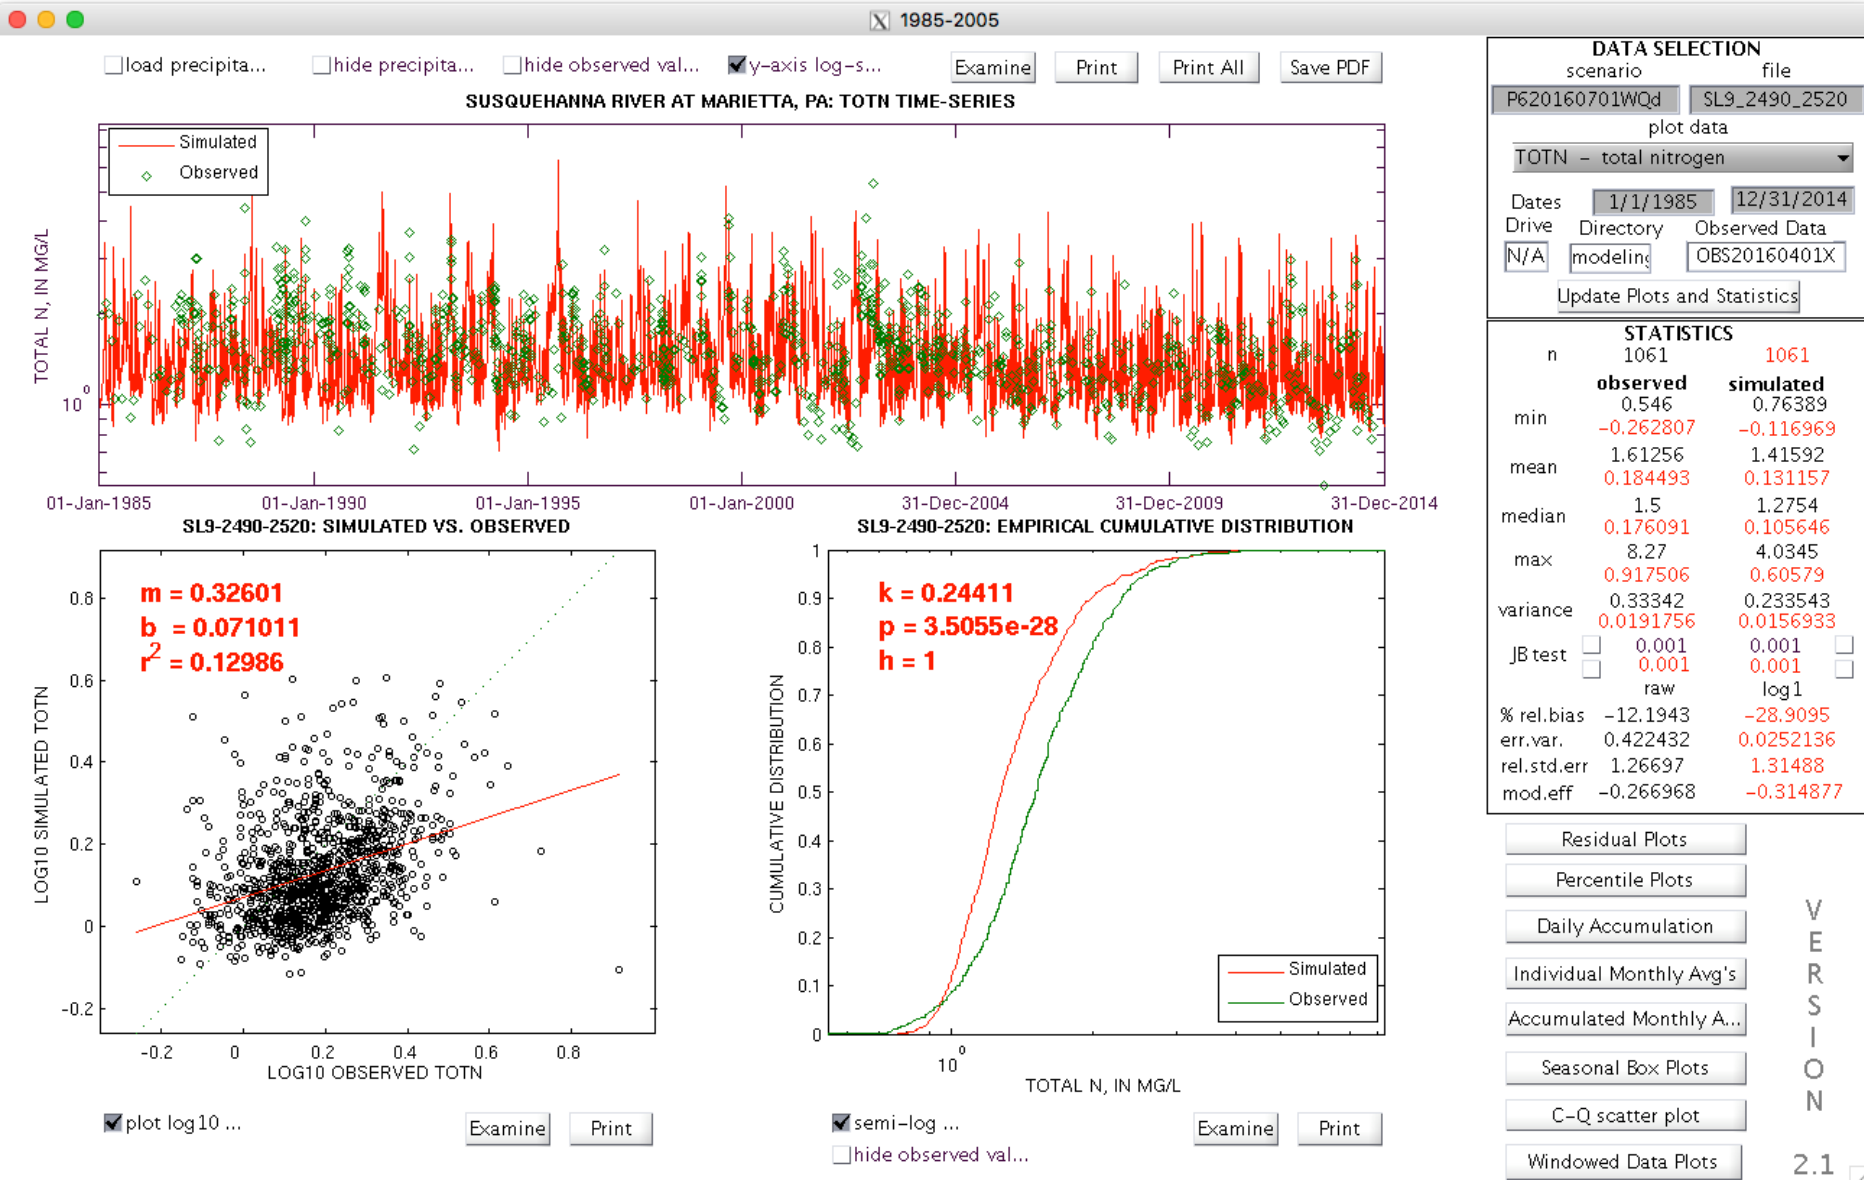 1985-2005
load precipita...
hide precipita...
hide observed val...
y-axis log-s...
Examine
Print
Print All
Save PDF
SUSQUEHANNA RIVER AT MARIETTA, PA: TOTN TIME-SERIES
Simulated
Observed
TOTAL N, IN MG/L
10^0
01-Jan-1985 01-Jan-1990 01-Jan-1995 01-Jan-2000 31-Dec-2004 31-Dec-2009 31-Dec-2014
SL9-2490-2520: SIMULATED VS. OBSERVED
m = 0.32601
b = 0.071011
r^2 = 0.12986
LOG10 SIMULATED TOTN
0.8
0.6
0.4
0.2
0
-0.2
-0.2 0 0.2 0.4 0.6 0.8
LOG10 OBSERVED TOTN
plot log10 ...
Examine
Print
SL9-2490-2520: EMPIRICAL CUMULATIVE DISTRIBUTION
k = 0.24411
p = 3.5055e-28
h = 1
CUMULATIVE DISTRIBUTION
1
0.9
0.8
0.7
0.6
0.5
0.4
0.3
0.2
0.1
0
Simulated
Observed
10^0
TOTAL N, IN MG/L
semi-log ...
hide observed val...
Examine
Print
DATA SELECTION
scenario file
P620160701WQd SL9_2490_2520
plot data
TOTN - total nitrogen
Dates 1/1/1985 12/31/2014
Drive Directory Observed Data
N/A modeling OBS20160401X
Update Plots and Statistics
STATISTICS
n 1061 1061
observed simulated
min 0.546 0.76389
-0.262807 -0.116969
mean 1.61256 1.41592
0.184493 0.131157
median 1.5 1.2754
0.176091 0.105646
max 8.27 4.0345
0.917506 0.60579
variance 0.33342 0.233543
0.0191756 0.0156933
JB test 0.001 0.001
0.001 0.001
raw log1
% rel.bias -12.1943 -28.9095
err.var. 0.422432 0.0252136
rel.std.err 1.26697 1.31488
mod.eff -0.266968 -0.314877
Residual Plots
Percentile Plots
Daily Accumulation
Individual Monthly Avg's
Accumulated Monthly A...
Seasonal Box Plots
C-Q scatter plot
Windowed Data Plots
VERSION
2.1